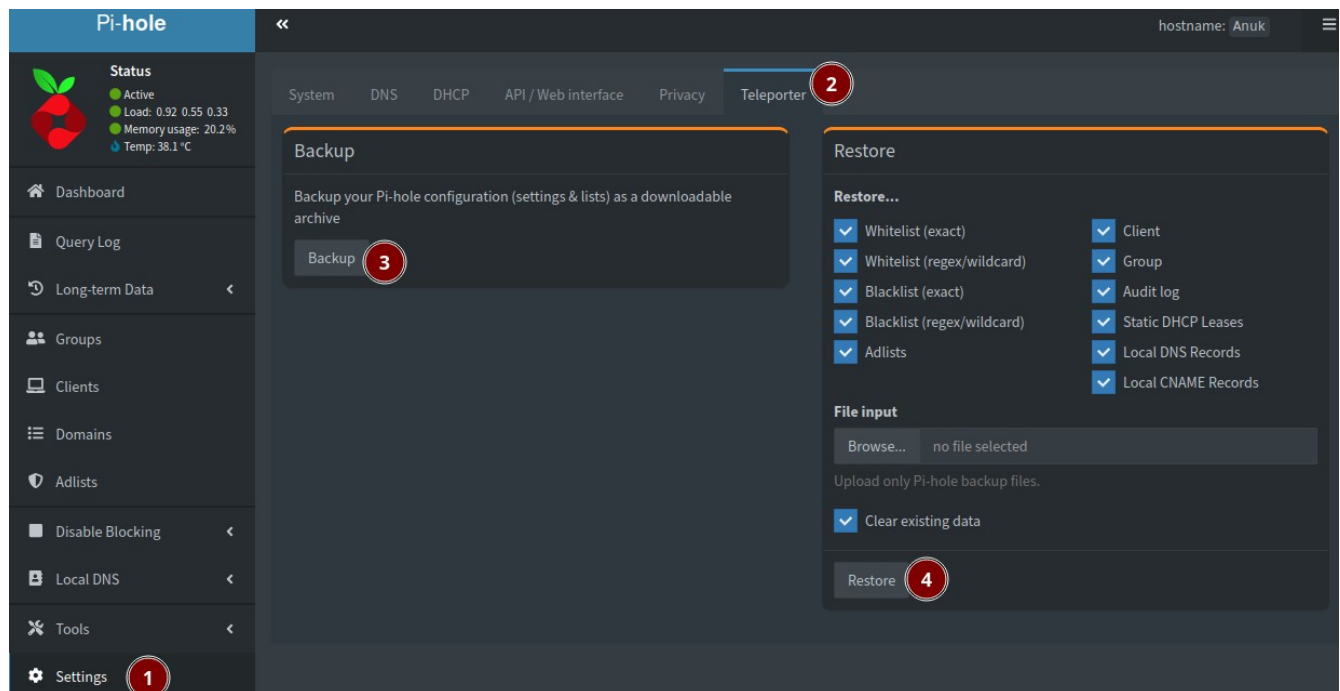 Pi-hole
hostname: Anuk
Status
Active
Load: 0.92 0.55 0.33
Memory usage: 20.2%
Temp: 38.1 °C
Dashboard
Query Log
Long-term Data
Groups
Clients
Domains
Adlists
Disable Blocking
Local DNS
Tools
Settings
1
System DNS DHCP API / Web interface Privacy Teleporter 2
Backup
Backup your Pi-hole configuration (settings & lists) as a downloadable
archive
Backup 3
Restore
Restore...
Whitelist (exact)
Whitelist (regex/wildcard)
Blacklist (exact)
Blacklist (regex/wildcard)
Adlists
Client
Group
Audit log
Static DHCP Leases
Local DNS Records
Local CNAME Records
File input
Browse... no file selected
Upload only Pi-hole backup files.
Clear existing data
Restore 4